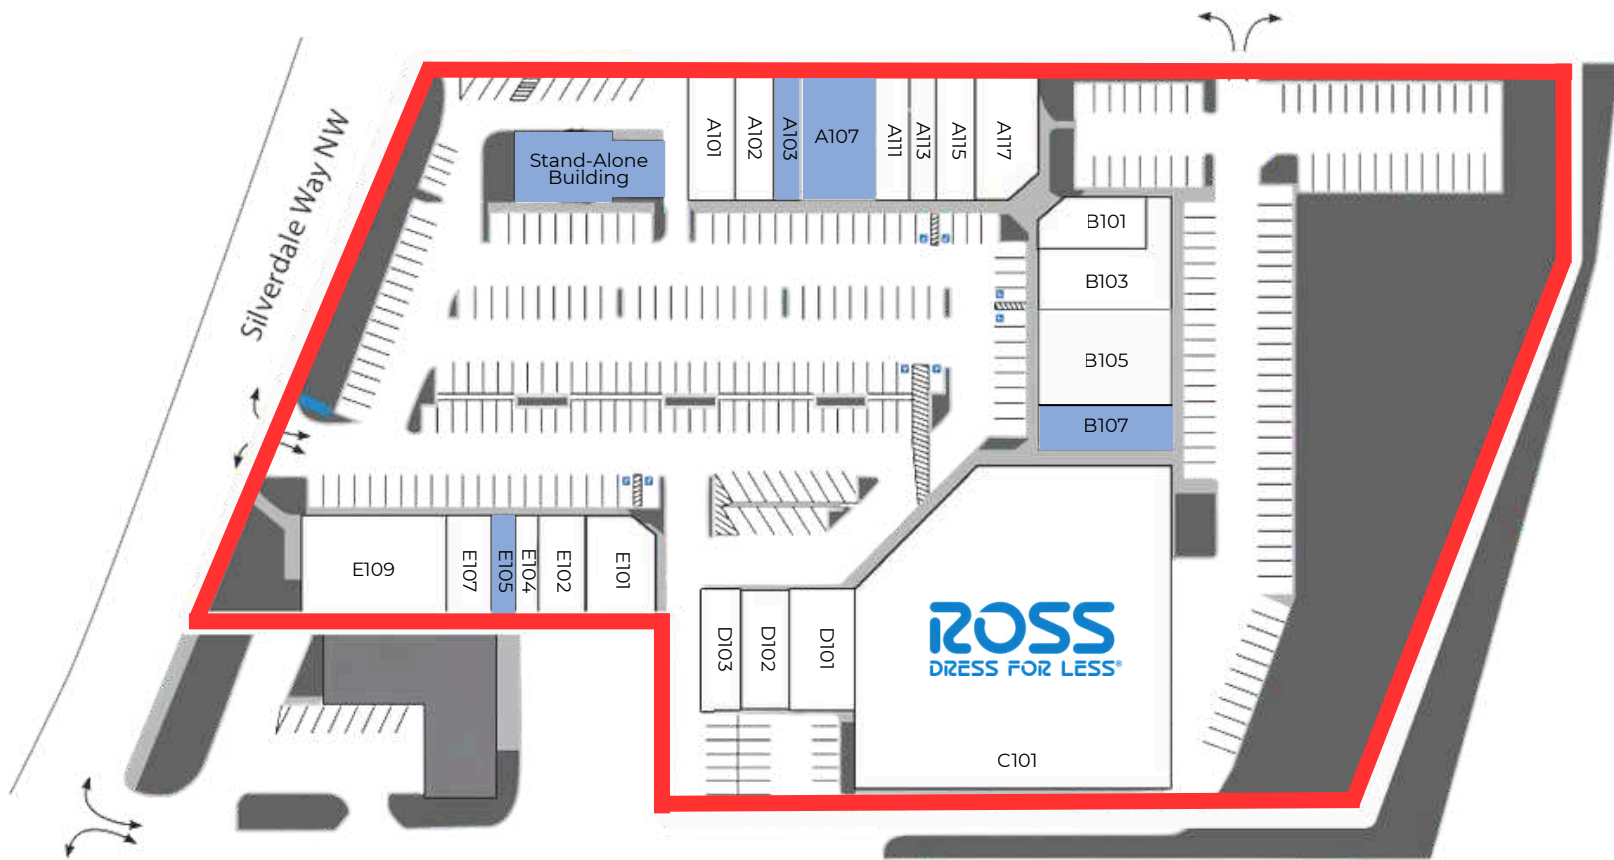 Silverdale Way NW
Stand-Alone
Building
A101
A102
A103
A107
A111
A113
A115
A117
B101
B103
B105
B107
E109
E107
E105
E104
E102
E101
D103
D102
D101
ROSS
DRESS FOR LESS®
C101